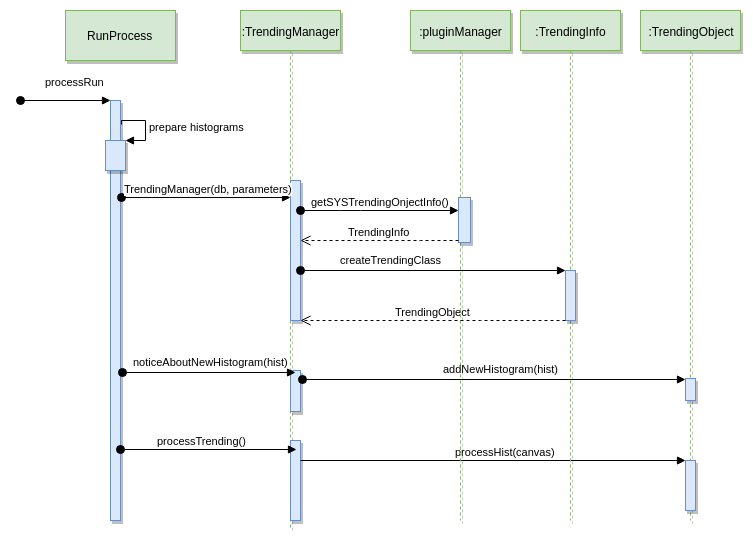 RunProcess
:TrendingManager
:pluginManager
:TrendingInfo
:TrendingObject
processRun
prepare histograms
TrendingManager(db, parameters)
getSYSTrendingOnjectInfo()
TrendingInfo
createTrendingClass
TrendingObject
noticeAboutNewHistogram(hist)
addNewHistogram(hist)
processTrending()
processHist(canvas)